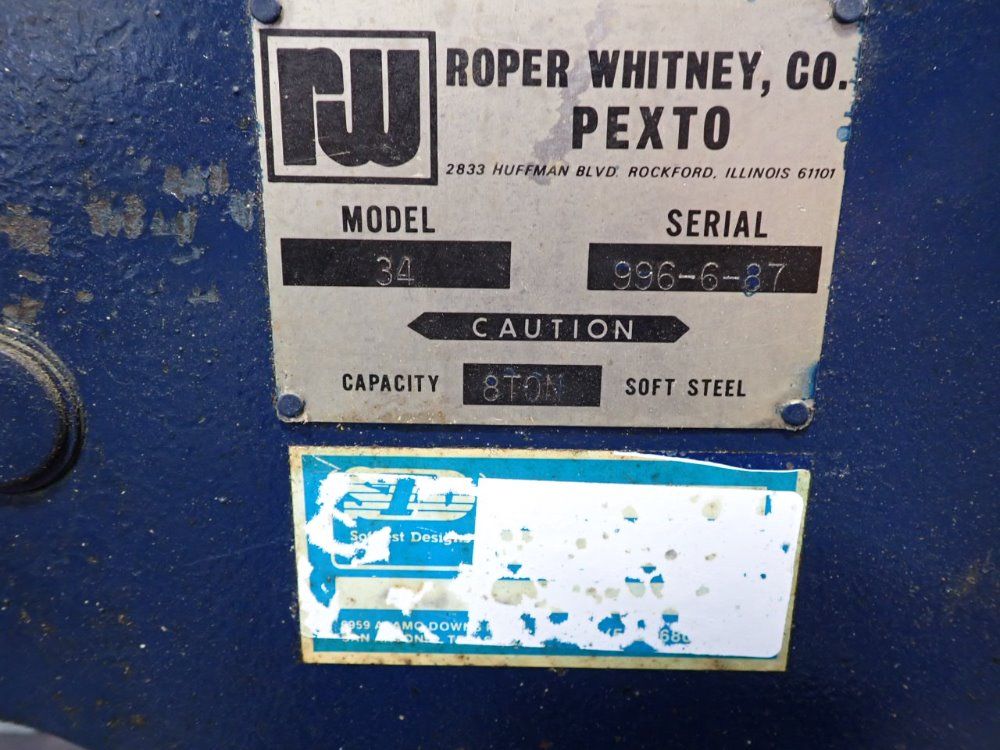 rw
ROPER WHITNEY, CO.
PEXTO
2833 HUFFMAN BLVD. ROCKFORD, ILLINOIS 61101
MODEL SERIAL
34 996-6-87
CAUTION
CAPACITY 8TON SOFT STEEL
Designs